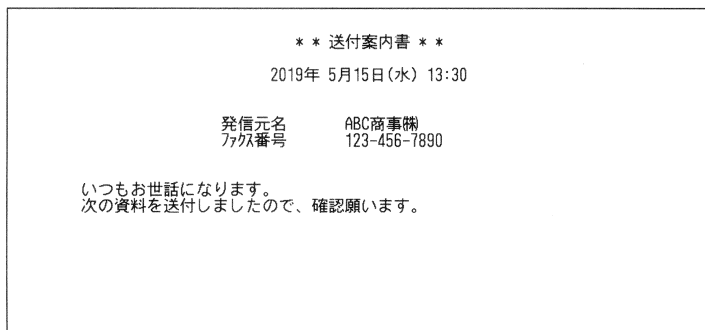 ＊＊ 送付案内書 ＊＊
2019年 5月15日(水) 13:30
発信元名 ABC商事㈱
ﾌｧｸｽ番号 123-456-7890
いつもお世話になります。
次の資料を送付しましたので、確認願います。